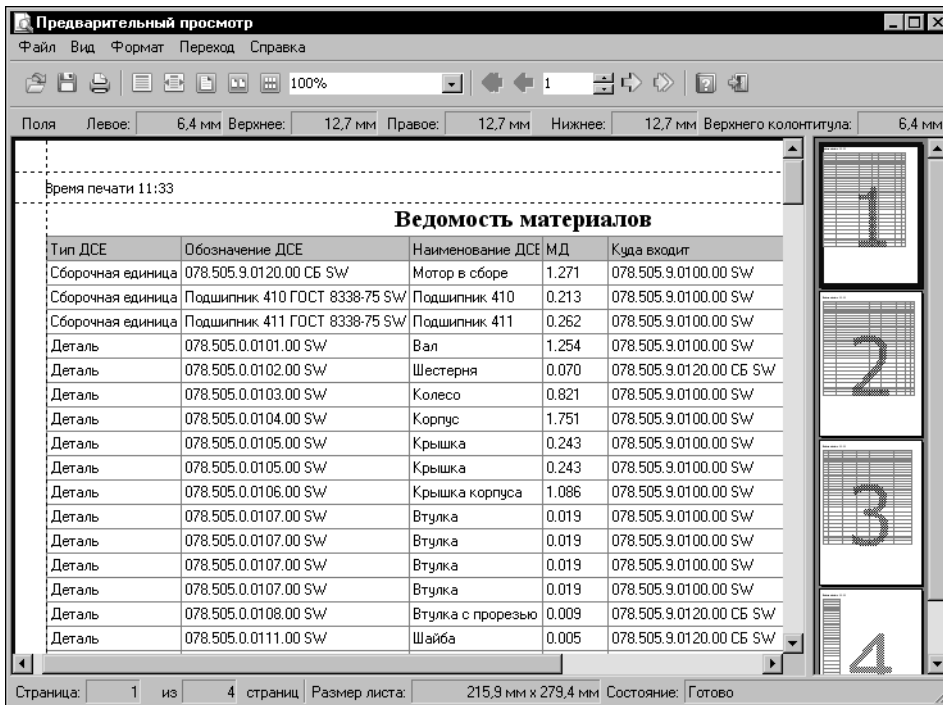 Предварительный просмотр
Файл Вид Формат Переход Справка
100% 1
Поля Левое: 6,4 мм Верхнее: 12,7 мм Правое: 12,7 мм Нижнее: 12,7 мм Верхнего колонтитула: 6,4 мм
Время печати 11:33
Ведомость материалов
Тип ДСЕ Обозначение ДСЕ Наименование ДСЕ МД Куда входит
Сборочная единица 078.505.9.0120.00 СБ SW Мотор в сборе 1.271 078.505.9.0100.00 SW
Сборочная единица Подшипник 410 ГОСТ 8338-75 SW Подшипник 410 0.213 078.505.9.0100.00 SW
Сборочная единица Подшипник 411 ГОСТ 8338-75 SW Подшипник 411 0.262 078.505.9.0100.00 SW
Деталь 078.505.0.0101.00 SW Вал 1.254 078.505.9.0100.00 SW
Деталь 078.505.0.0102.00 SW Шестерня 0.070 078.505.9.0120.00 СБ SW
Деталь 078.505.0.0103.00 SW Колесо 0.821 078.505.9.0100.00 SW
Деталь 078.505.0.0104.00 SW Корпус 1.751 078.505.9.0100.00 SW
Деталь 078.505.0.0105.00 SW Крышка 0.243 078.505.9.0100.00 SW
Деталь 078.505.0.0105.00 SW Крышка 0.243 078.505.9.0100.00 SW
Деталь 078.505.0.0106.00 SW Крышка корпуса 1.086 078.505.9.0100.00 SW
Деталь 078.505.0.0107.00 SW Втулка 0.019 078.505.9.0100.00 SW
Деталь 078.505.0.0107.00 SW Втулка 0.019 078.505.9.0100.00 SW
Деталь 078.505.0.0107.00 SW Втулка 0.019 078.505.9.0100.00 SW
Деталь 078.505.0.0107.00 SW Втулка 0.019 078.505.9.0100.00 SW
Деталь 078.505.0.0108.00 SW Втулка с прорезью 0.009 078.505.9.0120.00 СБ SW
Деталь 078.505.0.0111.00 SW Шайба 0.005 078.505.9.0120.00 СБ SW
1
2
3
4
Страница: 1 из 4 страниц Размер листа: 215,9 мм x 279,4 мм Состояние: Готово